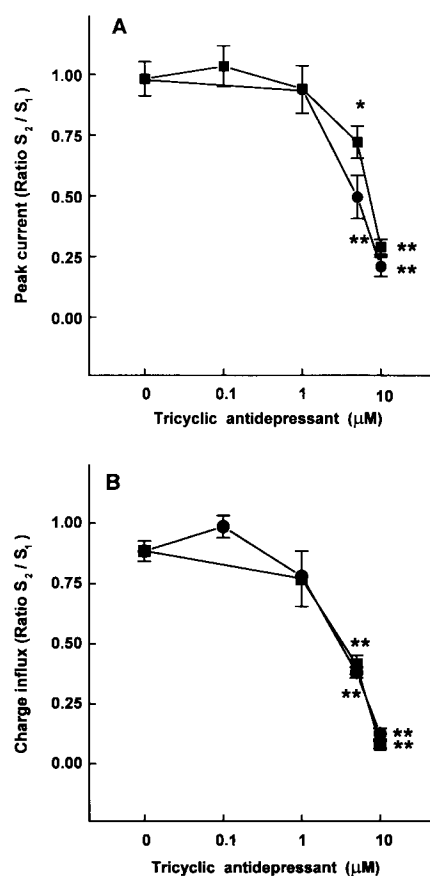 A
1.00
0.75
0.50
0.25
0.00
Peak current (Ratio S2 / S1)
*
**
**
**
0 0.1 1 10
Tricyclic antidepressant (μM)
B
1.00
0.75
0.50
0.25
0.00
Charge influx (Ratio S2 / S1)
**
**
**
**
0 0.1 1 10
Tricyclic antidepressant (μM)